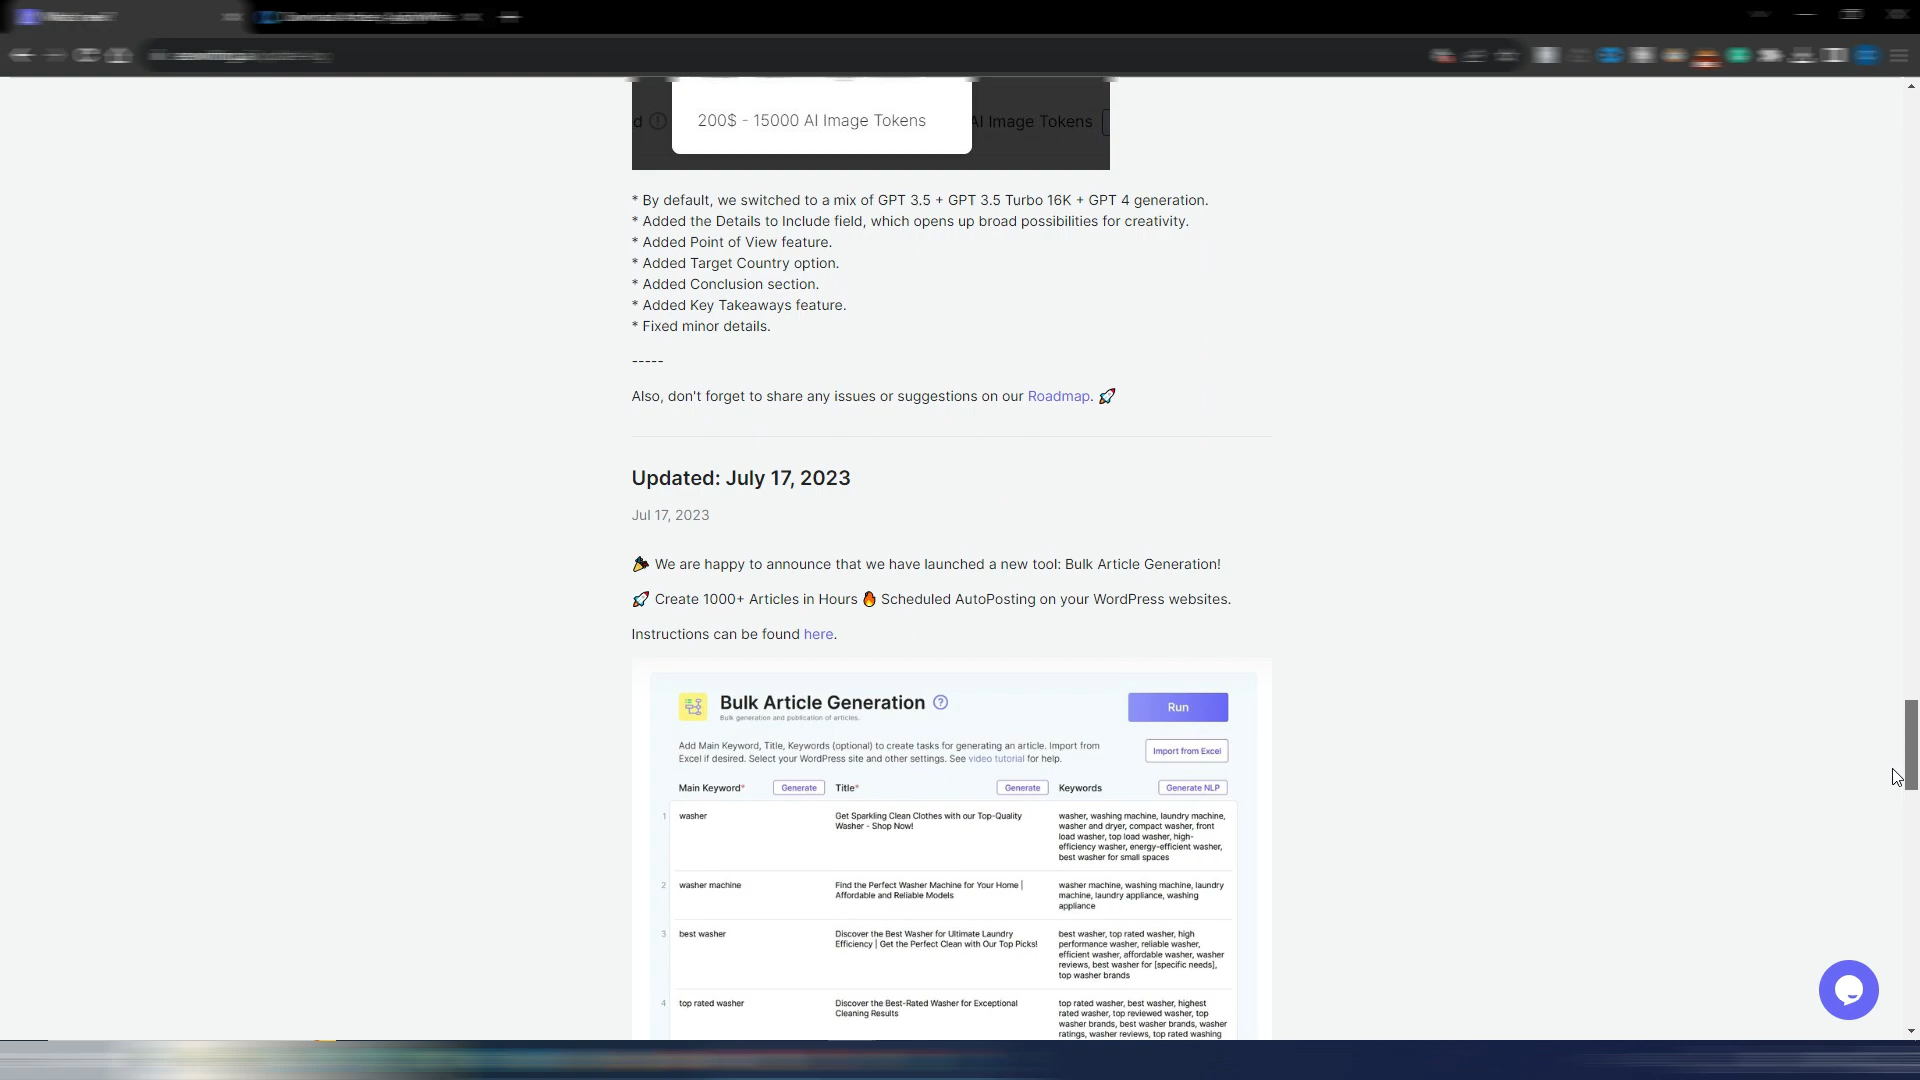 200$ - 15000 AI Image Tokens
d
AI Image Tokens
* By default, we switched to a mix of GPT 3.5 + GPT 3.5 Turbo 16K + GPT 4 generation.
* Added the Details to Include field, which opens up broad possibilities for creativity.
* Added Point of View feature.
* Added Target Country option.
* Added Conclusion section.
* Added Key Takeaways feature.
* Fixed minor details.
-----
Also, don't forget to share any issues or suggestions on our Roadmap. 🚀
Updated: July 17, 2023
Jul 17, 2023
🎉 We are happy to announce that we have launched a new tool: Bulk Article Generation!
🚀 Create 1000+ Articles in Hours 🔥 Scheduled AutoPosting on your WordPress websites.
Instructions can be found here.
Bulk Article Generation ?
Bulk generation and publication of articles.
Run
Add Main Keyword, Title, Keywords (optional) to create tasks for generating an article. Import from
Excel if desired. Select your WordPress site and other settings. See video tutorial for help.
Import from Excel
Main Keyword* Generate Title* Generate Keywords Generate NLP
1 washer
Get Sparkling Clean Clothes with our Top-Quality
Washer - Shop Now!
washer, washing machine, laundry machine,
washer and dryer, compact washer, front
load washer, top load washer, high-
efficiency washer, energy-efficient washer,
best washer for small spaces
2 washer machine
Find the Perfect Washer Machine for Your Home |
Affordable and Reliable Models
washer machine, washing machine, laundry
machine, laundry appliance, washing
appliance
3 best washer
Discover the Best Washer for Ultimate Laundry
Efficiency | Get the Perfect Clean with Our Top Picks!
best washer, top rated washer, high
performance washer, reliable washer,
efficient washer, affordable washer, washer
reviews, best washer for [specific needs],
top washer brands
4 top rated washer
Discover the Best-Rated Washer for Exceptional
Cleaning Results
top rated washer, best washer, highest
rated washer, top reviewed washer, top
washer brands, best washer brands, washer
ratings, washer reviews, top rated washing